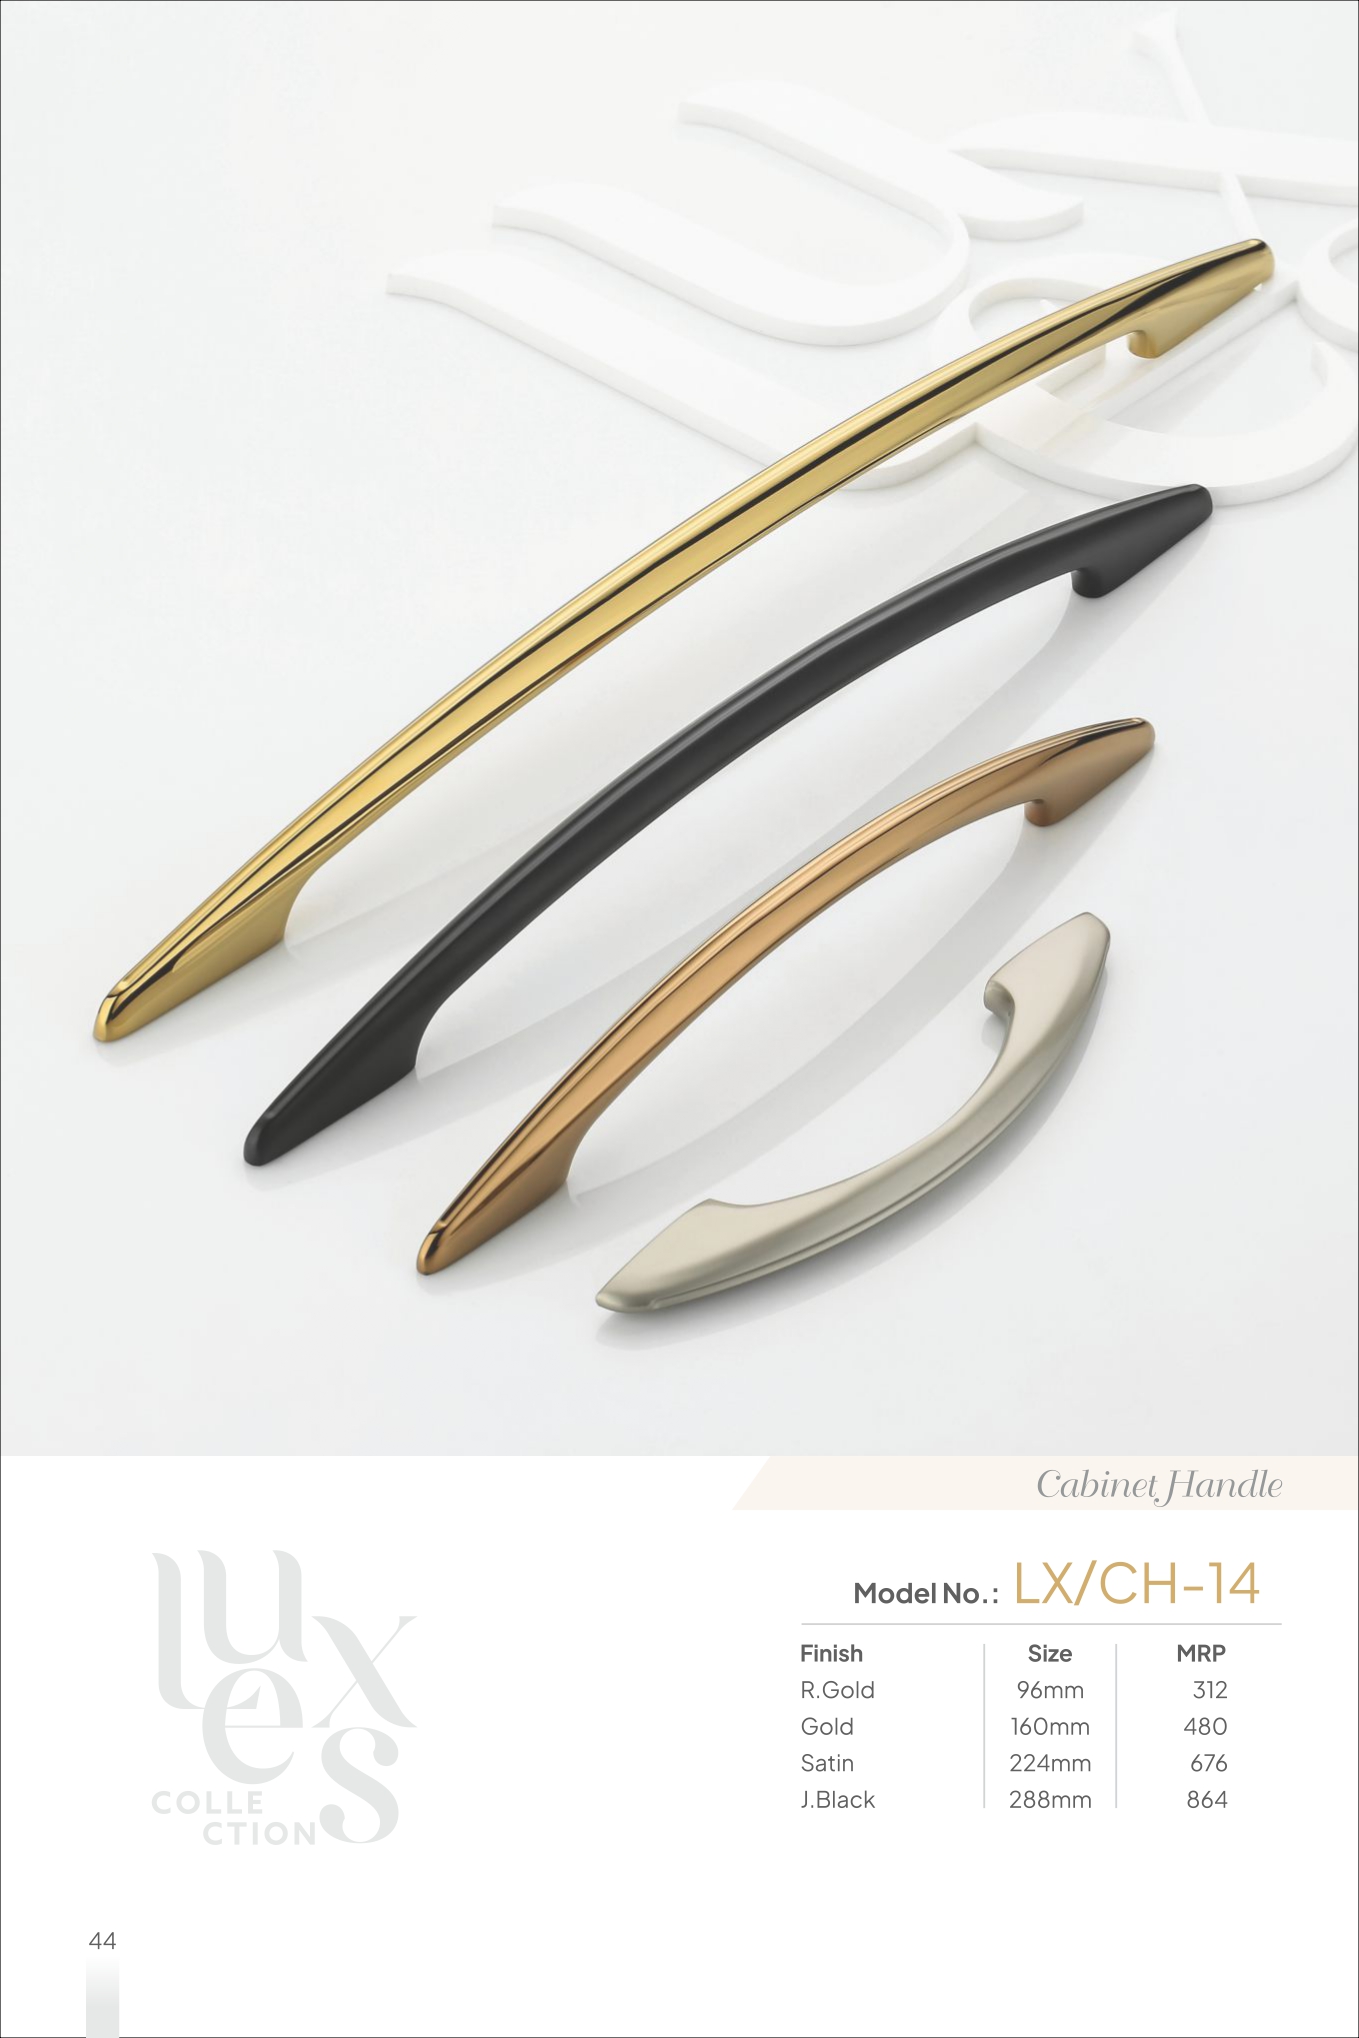 Cabinet Handle
luxes
COLLE
CTION
Model No.: LX/CH-14
Finish Size MRP
R.Gold 96mm 312
Gold 160mm 480
Satin 224mm 676
J.Black 288mm 864
44